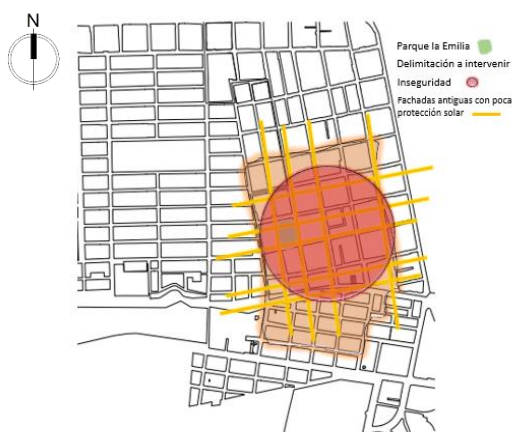 N
Parque la Emilia
Delimitación a intervenir
Inseguridad
Fachadas antiguas con poca
protección solar